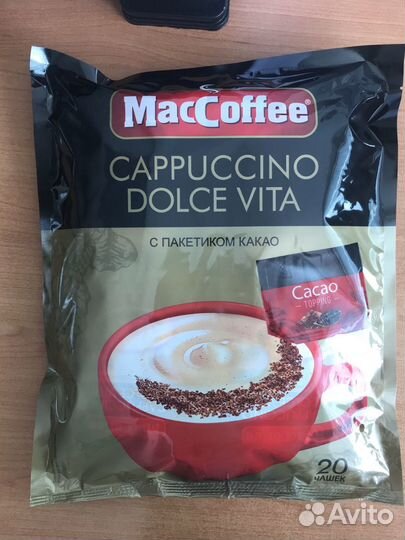 MacCoffee®
CAPPUCCINO
DOLCE VITA
С ПАКЕТИКОМ КАКАО
Cacao
TOPPING
20
ЧАШЕК
Avito